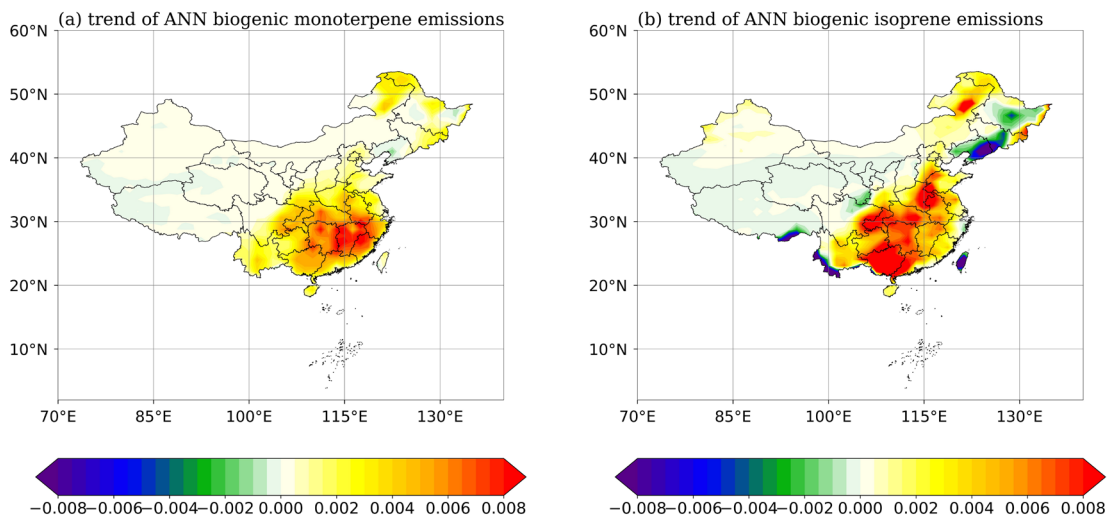 (a) trend of ANN biogenic monoterpene emissions
60°N
50°N
40°N
30°N
20°N
10°N
70°E 85°E 100°E 115°E 130°E
−0.008 −0.006 −0.004 −0.002 0.000 0.002 0.004 0.006 0.008
(b) trend of ANN biogenic isoprene emissions
60°N
50°N
40°N
30°N
20°N
10°N
70°E 85°E 100°E 115°E 130°E
−0.008 −0.006 −0.004 −0.002 0.000 0.002 0.004 0.006 0.008